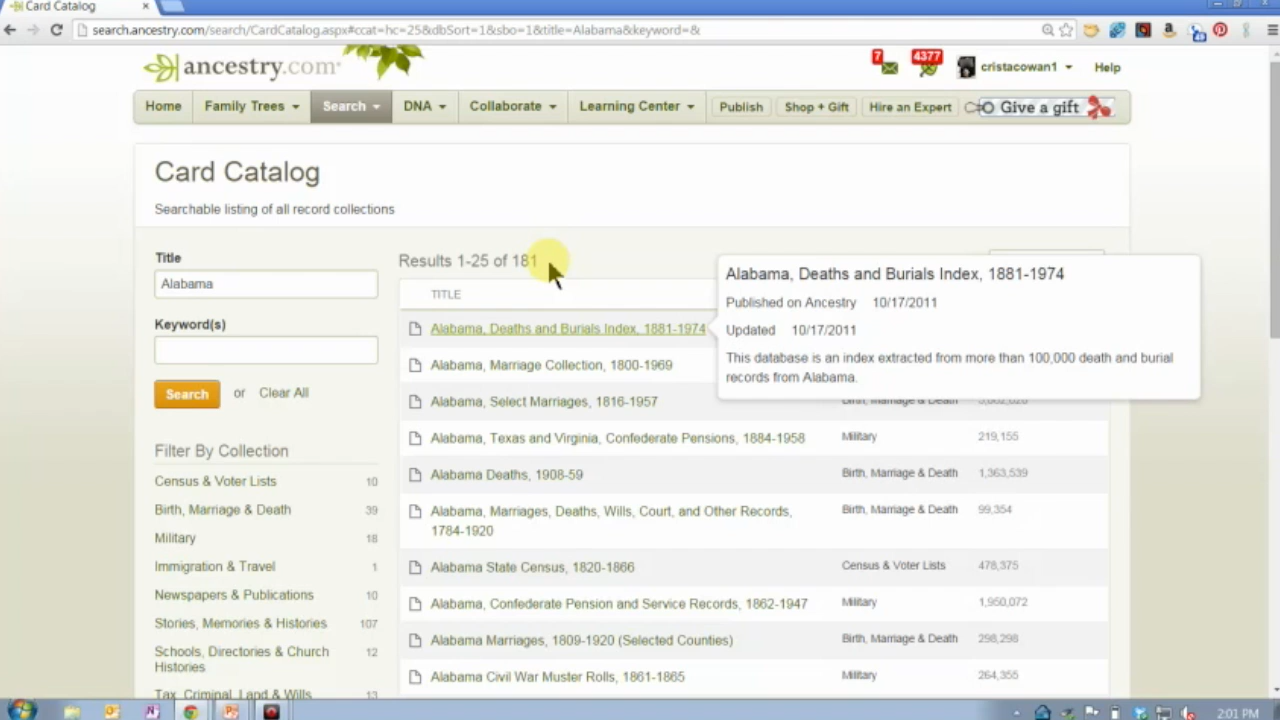 Card Catalog
search.ancestry.com/search/CardCatalog.aspx#ccat=hc=25&dbSort=1&sbo=1&title=Alabama&keyword=&
ancestry.com
7
4377
cristacowan1
Help
Home
Family Trees
Search
DNA
Collaborate
Learning Center
Publish
Shop + Gift
Hire an Expert
Give a gift
Card Catalog
Searchable listing of all record collections
Title
Alabama
Keyword(s)
Search
or
Clear All
Filter By Collection
Census & Voter Lists 10
Birth, Marriage & Death 39
Military 18
Immigration & Travel 1
Newspapers & Publications 10
Stories, Memories & Histories 107
Schools, Directories & Church 12
Histories
Tax, Criminal, Land & Wills 13
Results 1-25 of 181
TITLE
Alabama, Deaths and Burials Index, 1881-1974
Alabama, Marriage Collection, 1800-1969
Alabama, Select Marriages, 1816-1957 Birth, Marriage & Death
Alabama, Texas and Virginia, Confederate Pensions, 1884-1958 Military 219,155
Alabama Deaths, 1908-59 Birth, Marriage & Death 1,363,539
Alabama, Marriages, Deaths, Wills, Court, and Other Records, Birth, Marriage & Death 99,354
1784-1920
Alabama State Census, 1820-1866 Census & Voter Lists 478,375
Alabama, Confederate Pension and Service Records, 1862-1947 Military 1,950,072
Alabama Marriages, 1809-1920 (Selected Counties) Birth, Marriage & Death 298,298
Alabama Civil War Muster Rolls, 1861-1865 Military 264,355
Alabama, Deaths and Burials Index, 1881-1974
Published on Ancestry 10/17/2011
Updated 10/17/2011
This database is an index extracted from more than 100,000 death and burial
records from Alabama.
2:01 PM